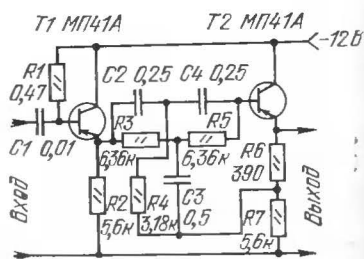 T1 МП41А
T2 МП41А
-12В
R1
0,47
C2 0,25
C4 0,25
C1 0,01
R3
6,36к
R5
6,36к
R6
390
Вход
R2
5,6к
R4
3,18к
C3
0,5
R7
5,6к
Выход